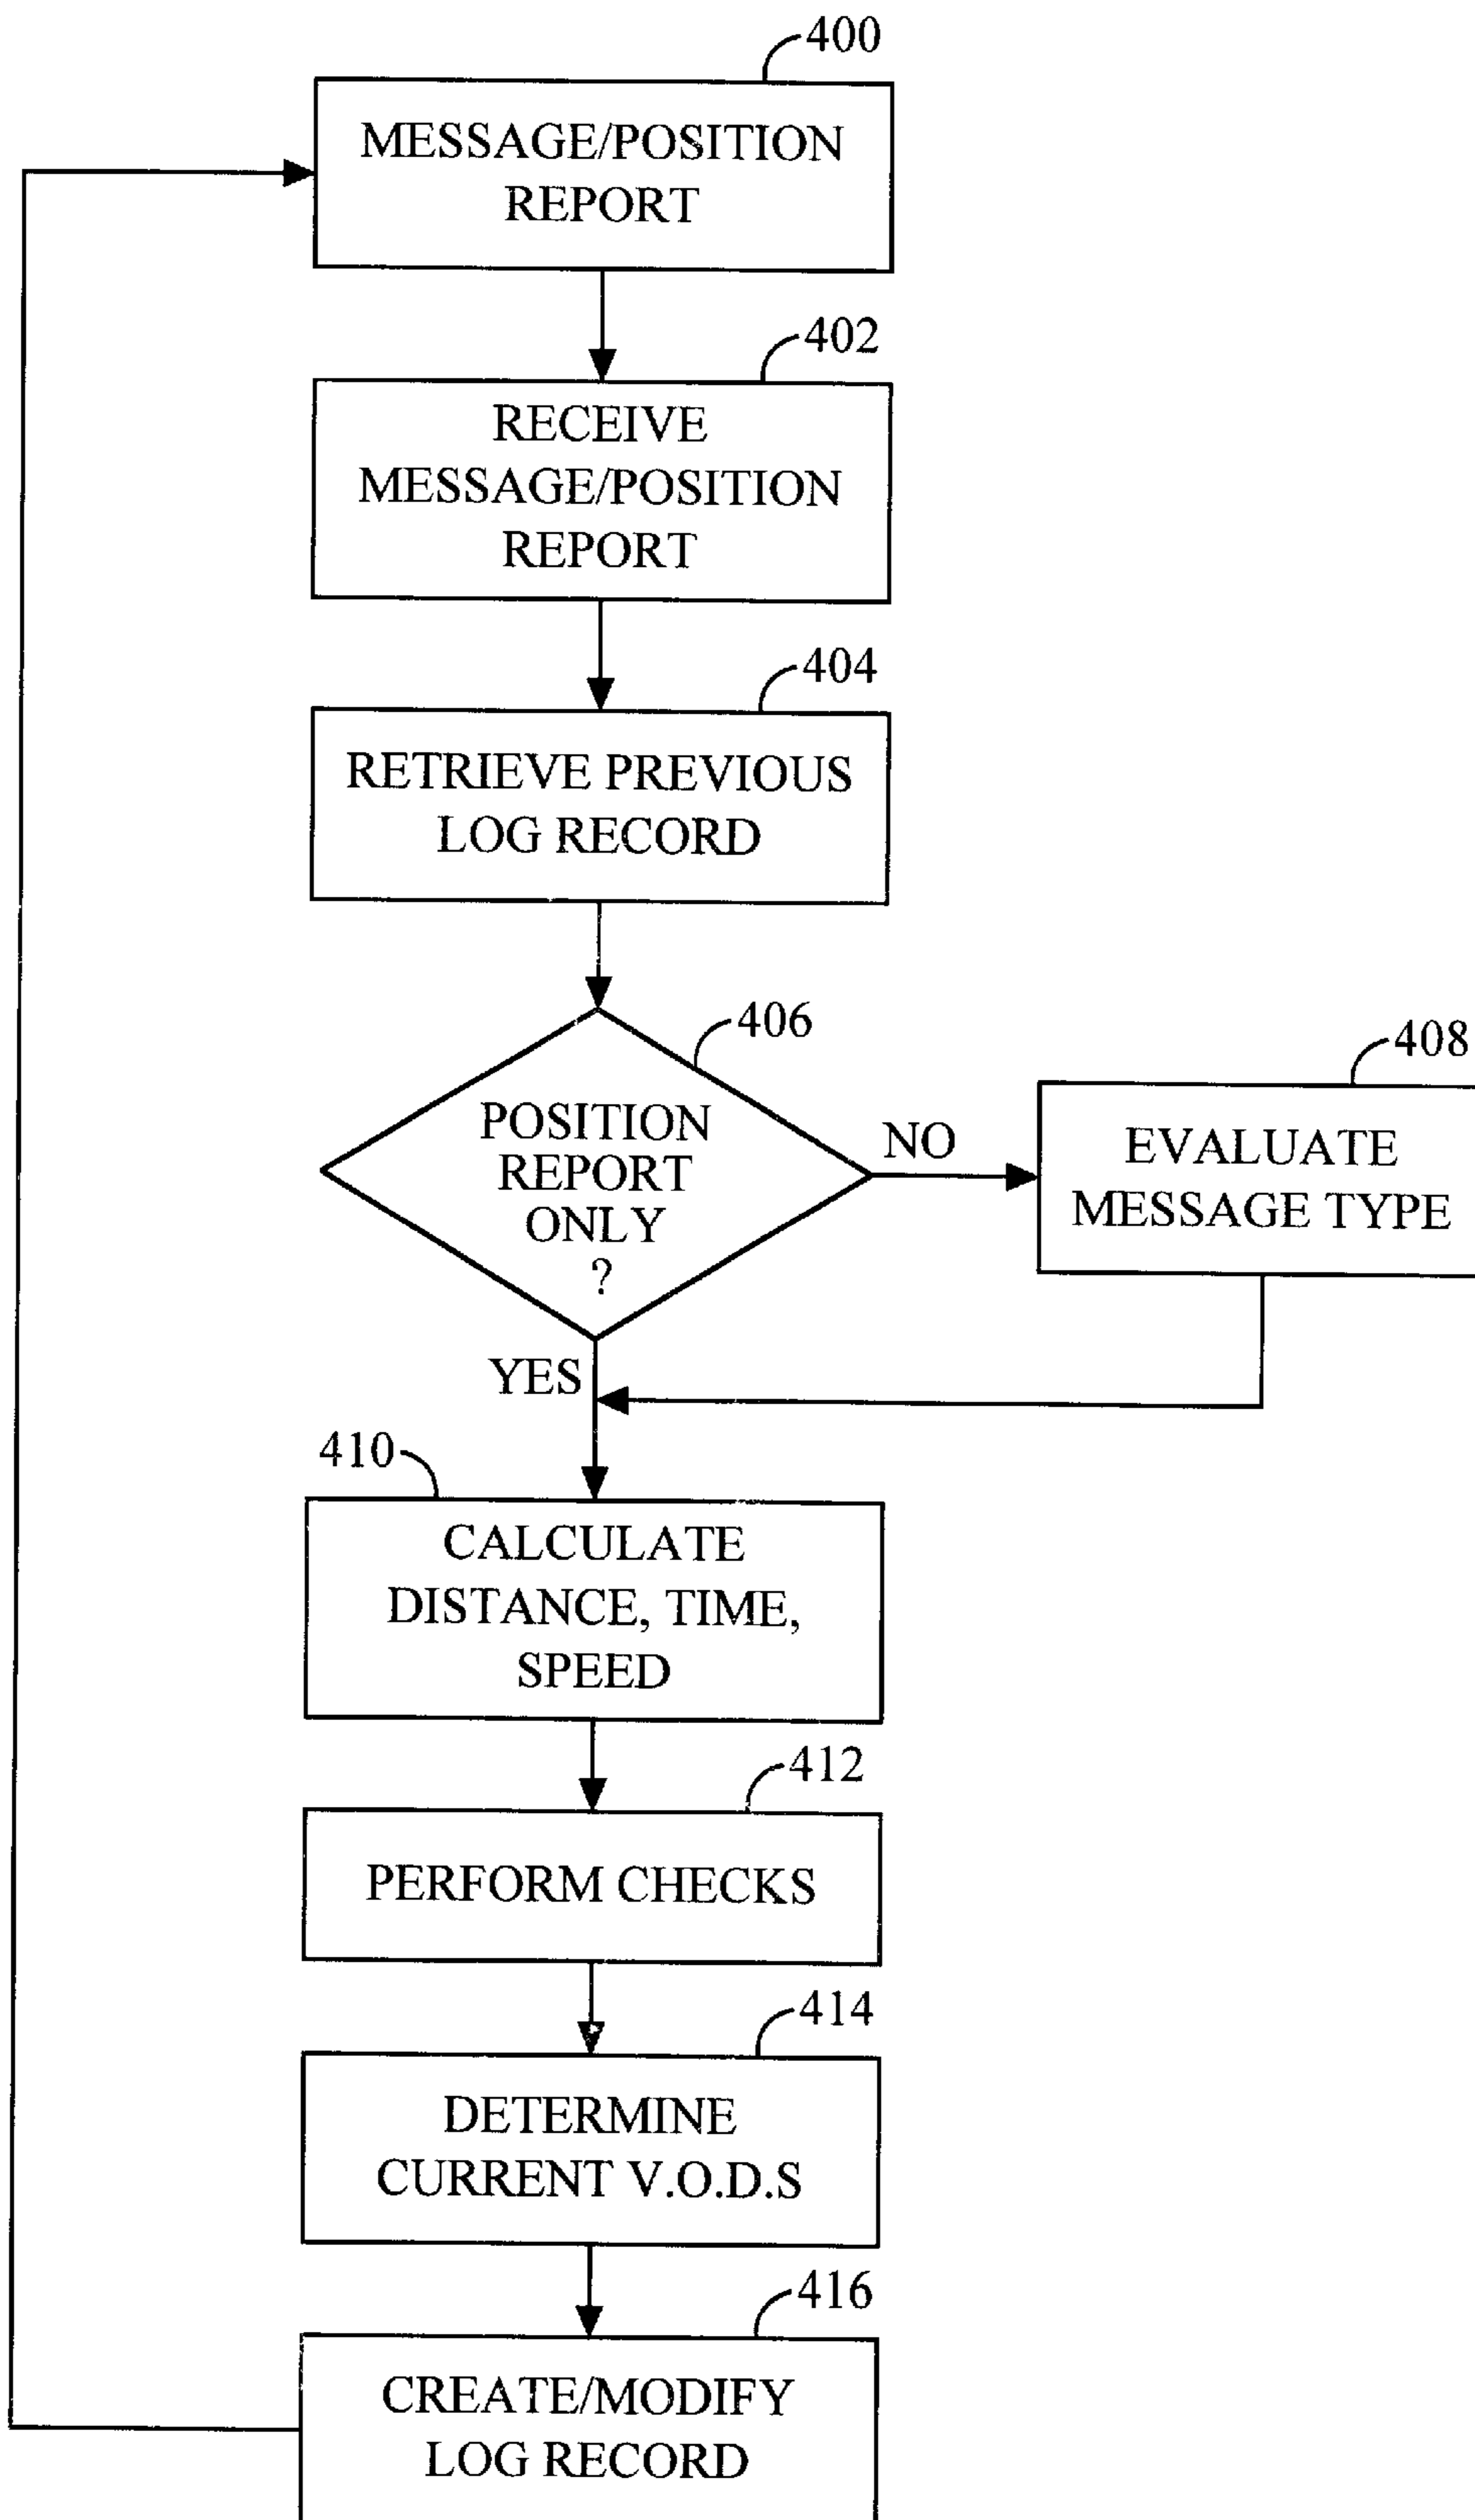 400
MESSAGE/POSITION
REPORT
402
RECEIVE
MESSAGE/POSITION
REPORT
404
RETRIEVE PREVIOUS
LOG RECORD
406
POSITION
REPORT
ONLY
?
NO
408
EVALUATE
MESSAGE TYPE
YES
410
CALCULATE
DISTANCE, TIME,
SPEED
412
PERFORM CHECKS
414
DETERMINE
CURRENT V.O.D.S
416
CREATE/MODIFY
LOG RECORD